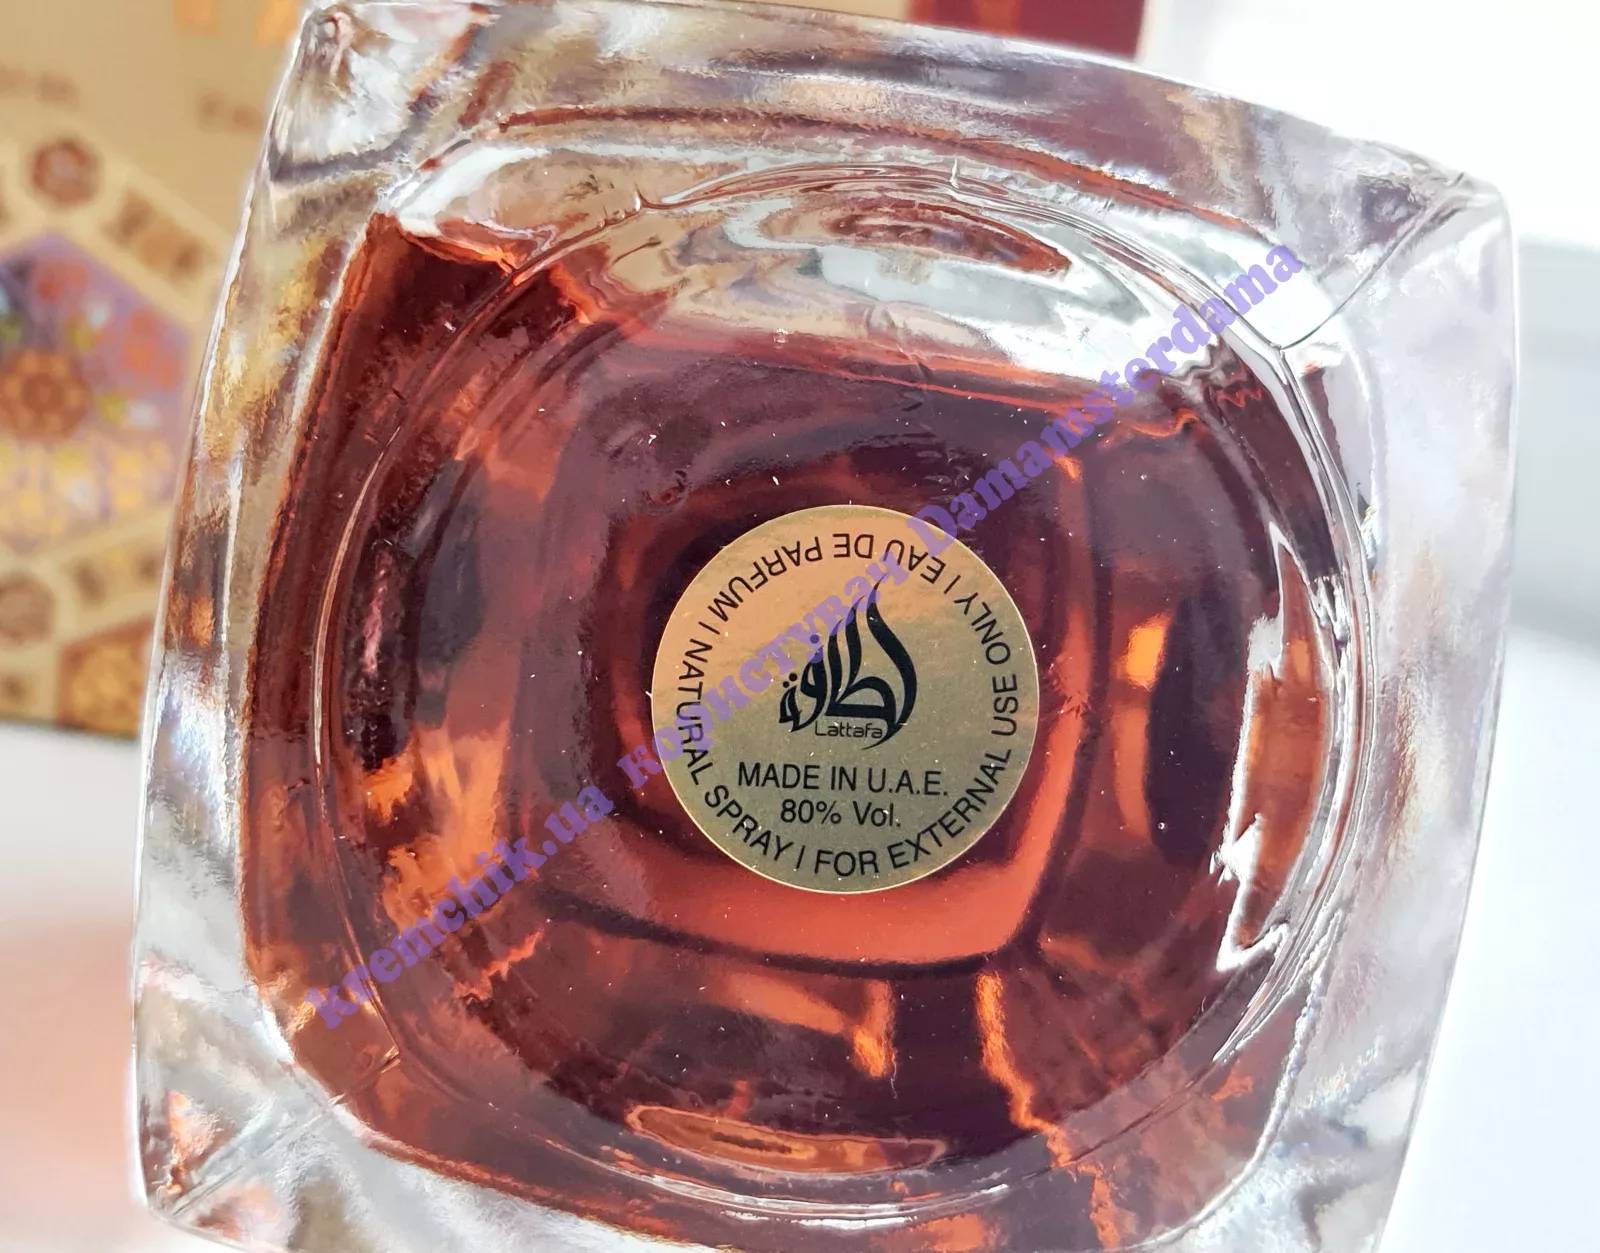 EAU DE PARFUM | NATURAL SPRAY | FOR EXTERNAL USE ONLY |
لطافة
Lattafa
MADE IN U.A.E.
80% Vol.
kremchik.ua користувач Damamsterdama